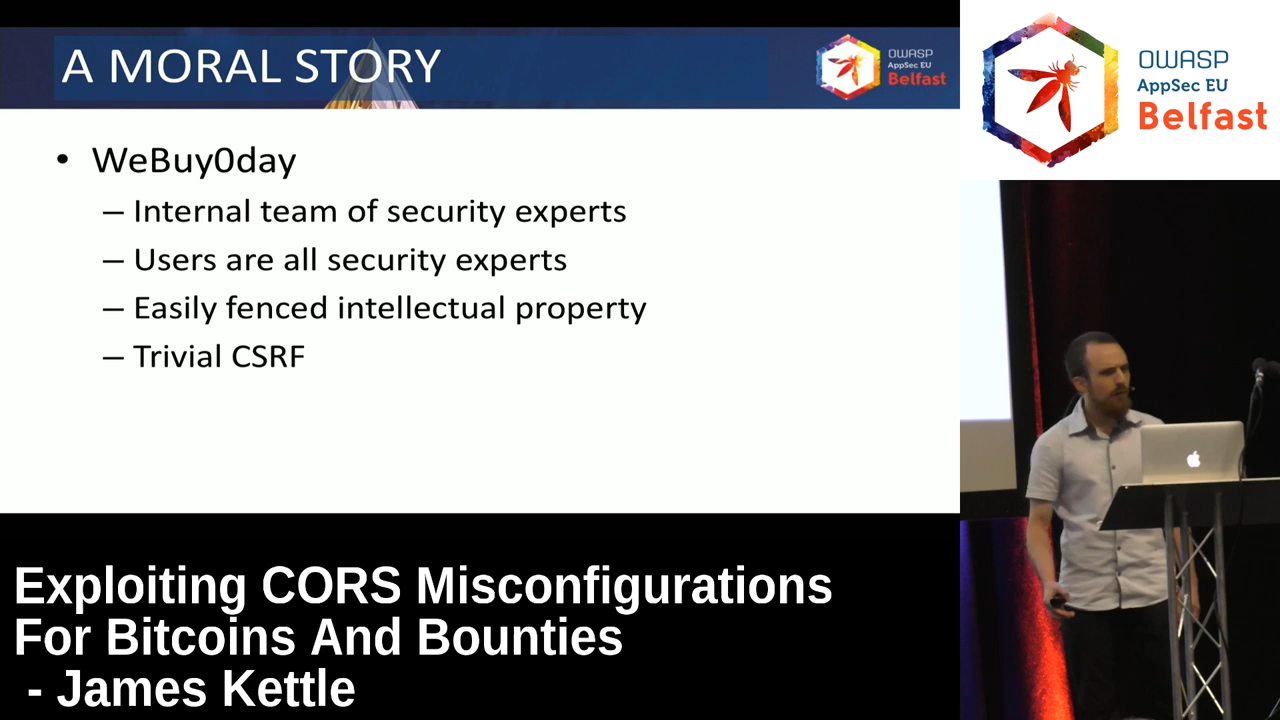 A MORAL STORY
OWASP
AppSec EU
Belfast
• WeBuy0day
– Internal team of security experts
– Users are all security experts
– Easily fenced intellectual property
– Trivial CSRF
OWASP
AppSec EU
Belfast
Exploiting CORS Misconfigurations
For Bitcoins And Bounties
- James Kettle